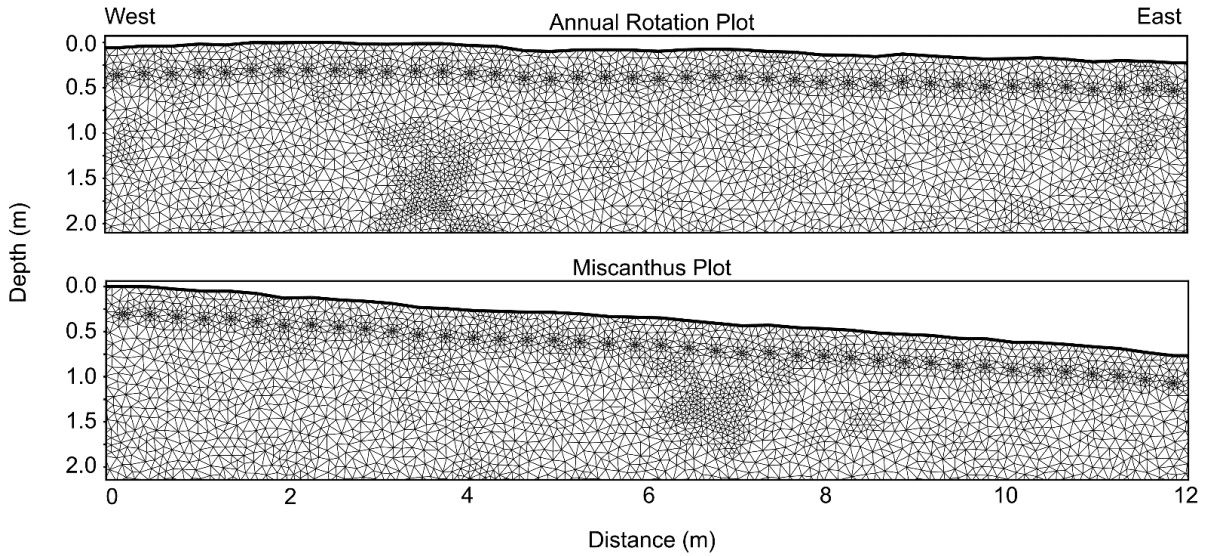 West
Annual Rotation Plot
East
0.0
0.5
1.0
1.5
2.0
Depth (m)
Miscanthus Plot
0.0
0.5
1.0
1.5
2.0
0 2 4 6 8 10 12
Distance (m)